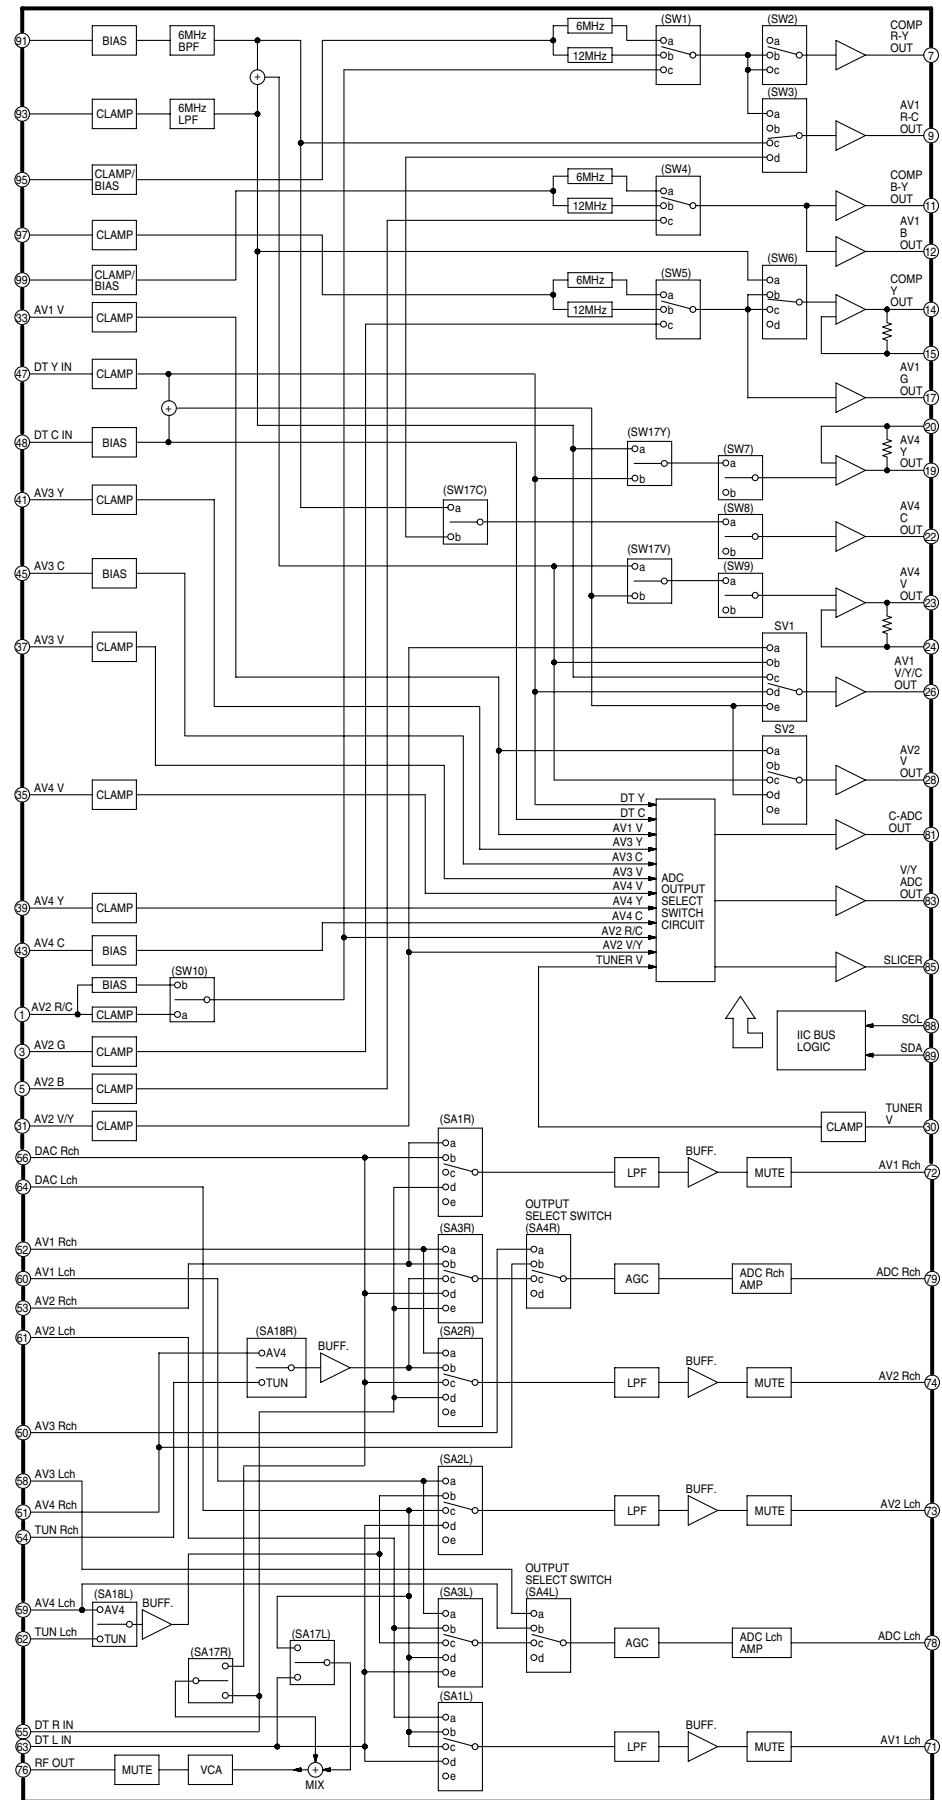 91 BIAS 6MHz BPF
6MHz
12MHz
(SW1)
a
b
c
(SW2)
a
b
c
COMP
R-Y
OUT
7
+
93 CLAMP 6MHz LPF
(SW3)
a
b
c
d
AV1
R-C
OUT
9
95 CLAMP/ BIAS
6MHz
12MHz
(SW4)
a
b
c
COMP
B-Y
OUT
11
97 CLAMP
AV1
B
OUT
12
99 CLAMP/ BIAS
6MHz
12MHz
(SW5)
a
b
c
(SW6)
a
b
c
d
COMP
Y
OUT
14
15
33 AV1 V CLAMP
47 DT Y IN CLAMP
+
AV1
G
OUT
17
48 DT C IN BIAS
(SW17Y)
a
b
(SW7)
a
b
20
AV4
Y
OUT
19
41 AV3 Y CLAMP
(SW17C)
a
b
(SW8)
a
b
AV4
C
OUT
22
45 AV3 C BIAS
(SW17V)
a
b
(SW9)
a
b
AV4
V
OUT
23
24
37 AV3 V CLAMP
SV1
a
b
c
d
e
AV1
V/Y/C
OUT
26
SV2
a
b
c
d
e
AV2
V
OUT
28
35 AV4 V CLAMP
DT Y
DT C
AV1 V
AV3 Y
AV3 C
AV3 V
AV4 V
AV4 Y
AV4 C
AV2 R/C
AV2 V/Y
TUNER V
ADC
OUTPUT
SELECT
SWITCH
CIRCUIT
C-ADC
OUT
81
V/Y
ADC
OUT
83
SLICER 85
39 AV4 Y CLAMP
43 AV4 C BIAS
1 AV2 R/C BIAS CLAMP
(SW10)
b
a
IIC BUS
LOGIC
SCL 88
SDA 89
3 AV2 G CLAMP
5 AV2 B CLAMP
31 AV2 V/Y CLAMP
CLAMP
TUNER
V
30
56 DAC Rch
64 DAC Lch
(SA1R)
a
b
c
d
e
LPF BUFF. MUTE AV1 Rch 72
52 AV1 Rch
60 AV1 Lch
53 AV2 Rch
61 AV2 Lch
(SA3R)
a
b
c
d
e
OUTPUT
SELECT SWITCH
(SA4R)
a
b
c
d
AGC ADC Rch AMP ADC Rch 79
(SA18R)
AV4
TUN
BUFF.
(SA2R)
a
b
c
d
e
LPF BUFF. MUTE AV2 Rch 74
50 AV3 Rch
58 AV3 Lch
51 AV4 Rch
54 TUN Rch
(SA2L)
a
b
c
d
e
LPF BUFF. MUTE AV2 Lch 73
59 AV4 Lch
62 TUN Lch
(SA18L)
AV4
TUN
BUFF.
(SA17R)
(SA17L)
(SA3L)
a
b
c
d
e
OUTPUT
SELECT SWITCH
(SA4L)
a
b
c
d
AGC ADC Lch AMP ADC Lch 78
55 DT R IN
63 DT L IN
(SA1L)
a
b
c
d
e
LPF BUFF. MUTE AV1 Lch 71
76 RF OUT MUTE VCA + MIX